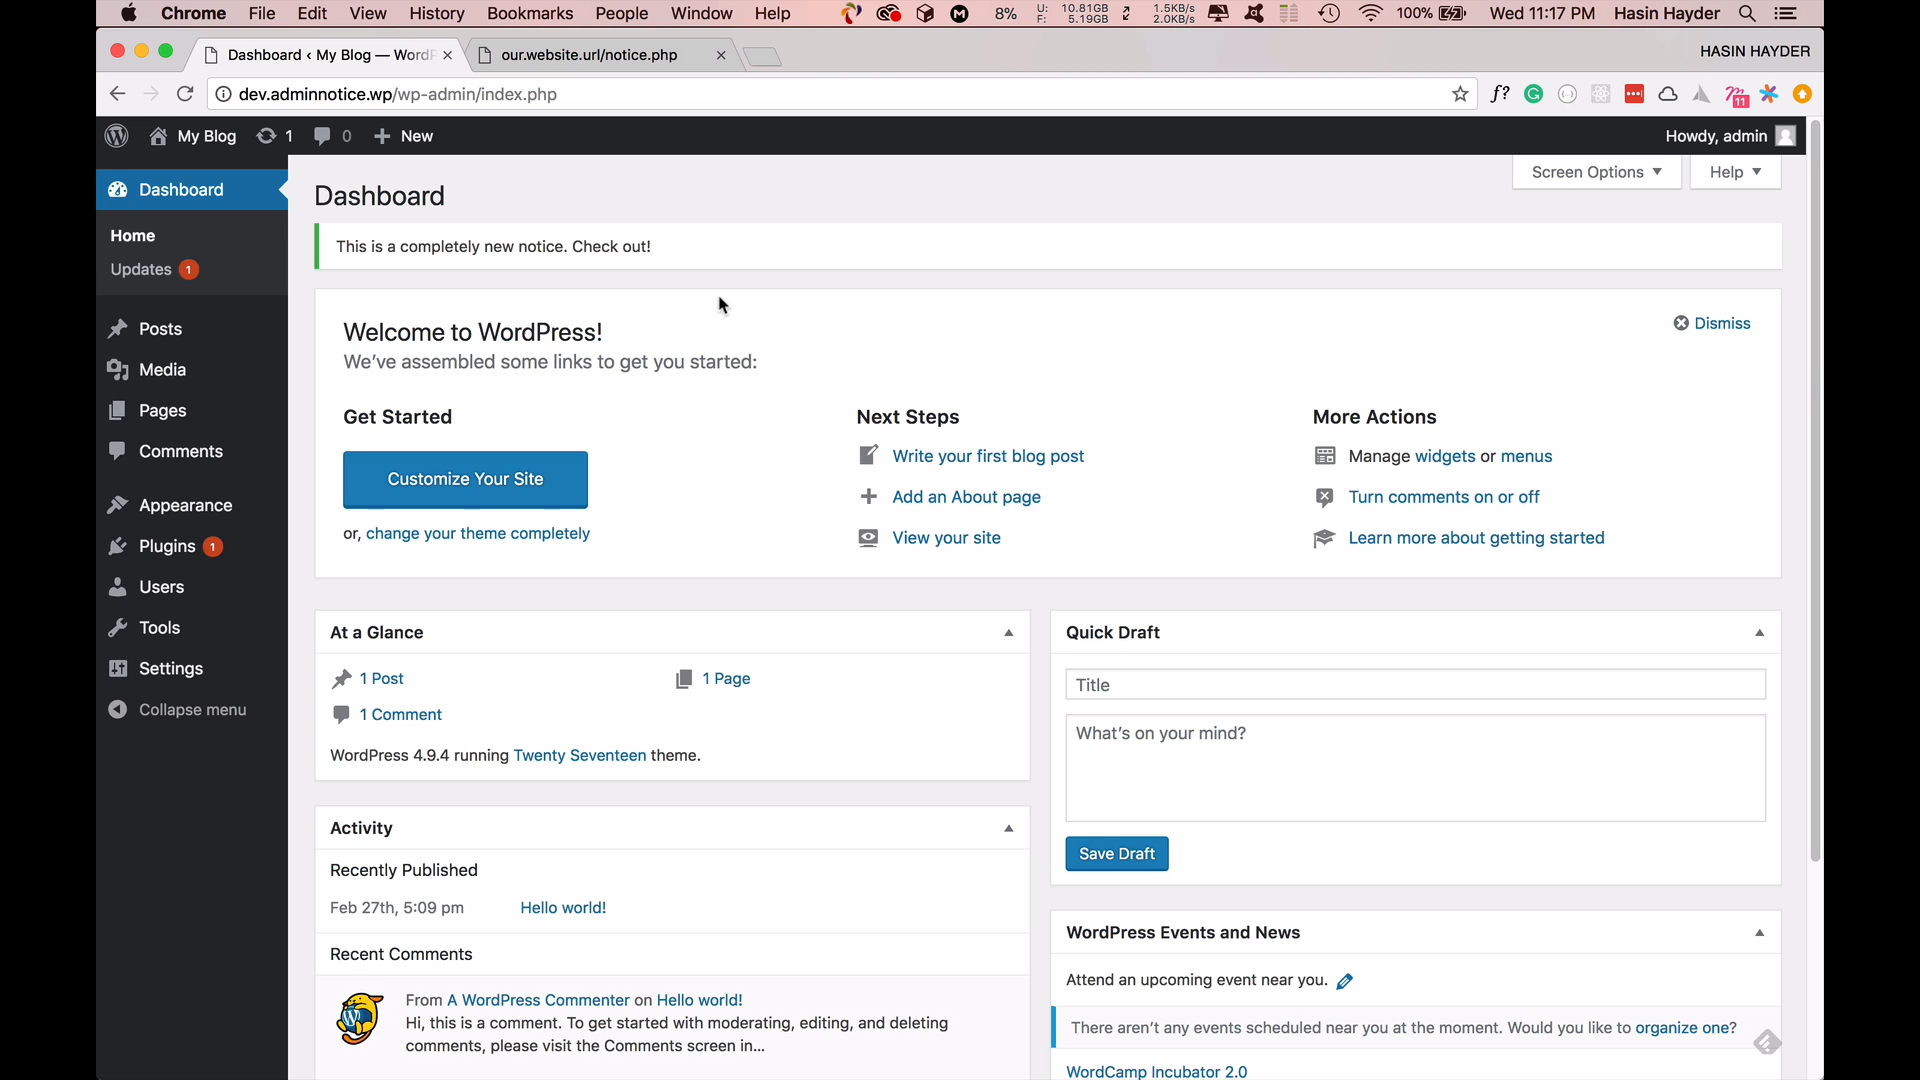 Chrome File Edit View History Bookmarks People Window Help 8% U: 10.81GB F: 5.19GB 1.5KB/s 2.0KB/s 100% Wed 11:17 PM Hasin Hayder
Dashboard ‹ My Blog — WordP our.website.url/notice.php HASIN HAYDER
dev.adminnotice.wp/wp-admin/index.php f? 11
My Blog 1 0 New Howdy, admin
Dashboard
Home
Updates 1
Posts
Media
Pages
Comments
Appearance
Plugins 1
Users
Tools
Settings
Collapse menu
Screen Options Help
Dashboard
This is a completely new notice. Check out!
Welcome to WordPress!
Dismiss
We've assembled some links to get you started:
Get Started
Customize Your Site
or, change your theme completely
Next Steps
Write your first blog post
Add an About page
View your site
More Actions
Manage widgets or menus
Turn comments on or off
Learn more about getting started
At a Glance
1 Post 1 Page
1 Comment
WordPress 4.9.4 running Twenty Seventeen theme.
Activity
Recently Published
Feb 27th, 5:09 pm Hello world!
Recent Comments
From A WordPress Commenter on Hello world!
Hi, this is a comment. To get started with moderating, editing, and deleting
comments, please visit the Comments screen in…
Quick Draft
Title
What's on your mind?
Save Draft
WordPress Events and News
Attend an upcoming event near you.
There aren't any events scheduled near you at the moment. Would you like to organize one?
WordCamp Incubator 2.0